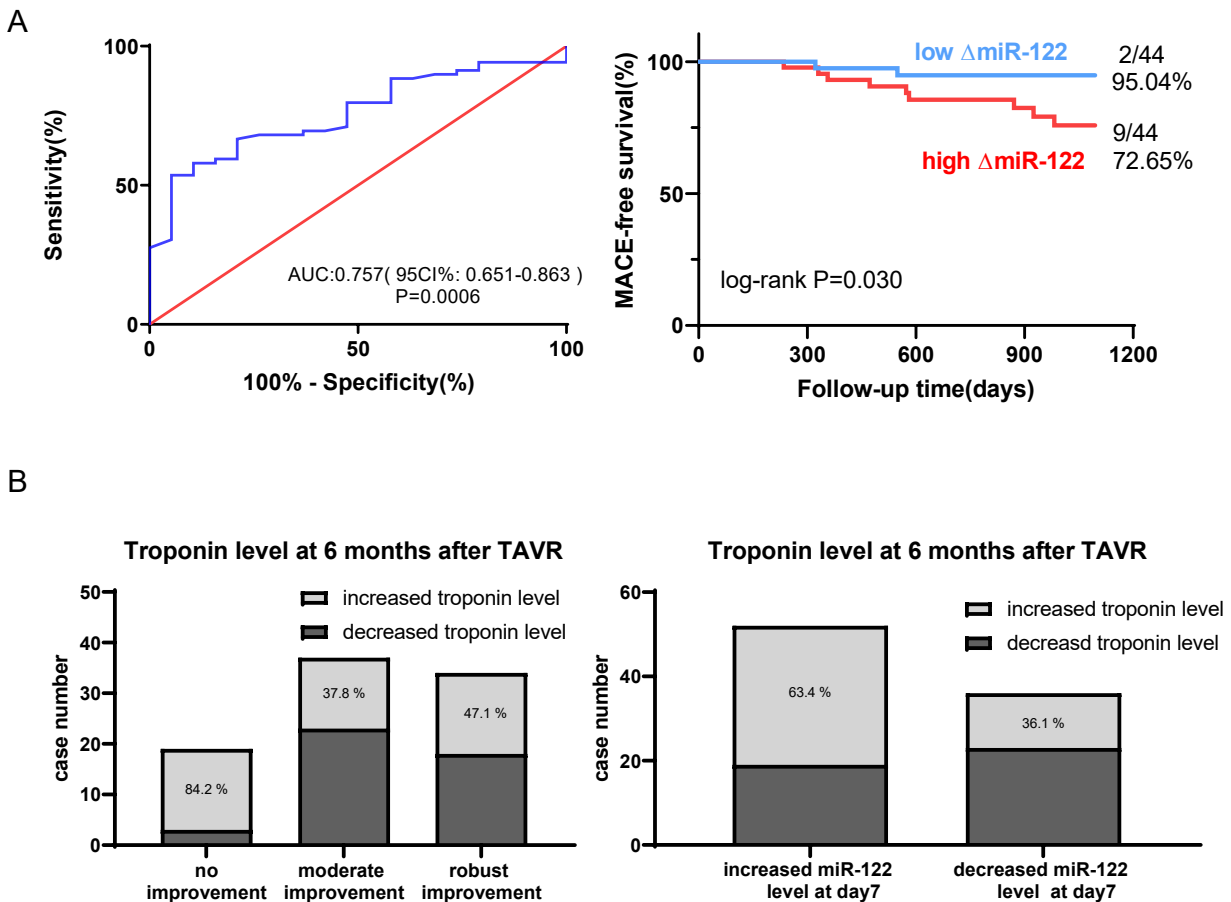 A
100
50
0
0
50
100
Sensitivity(%)
100% - Specificity(%)
AUC:0.757( 95CI%: 0.651-0.863 )
P=0.0006
100
50
0
0
300
600
900
1200
MACE-free survival(%)
Follow-up time(days)
low ΔmiR-122
2/44
95.04%
high ΔmiR-122
9/44
72.65%
log-rank P=0.030
B
Troponin level at 6 months after TAVR
50
40
30
20
10
0
case number
increased troponin level
decreased troponin level
84.2 %
37.8 %
47.1 %
no
improvement
moderate
improvement
robust
improvement
Troponin level at 6 months after TAVR
60
40
20
0
case number
increased troponin level
decreasd troponin level
63.4 %
36.1 %
increased miR-122
level at day7
decreased miR-122
level at day7